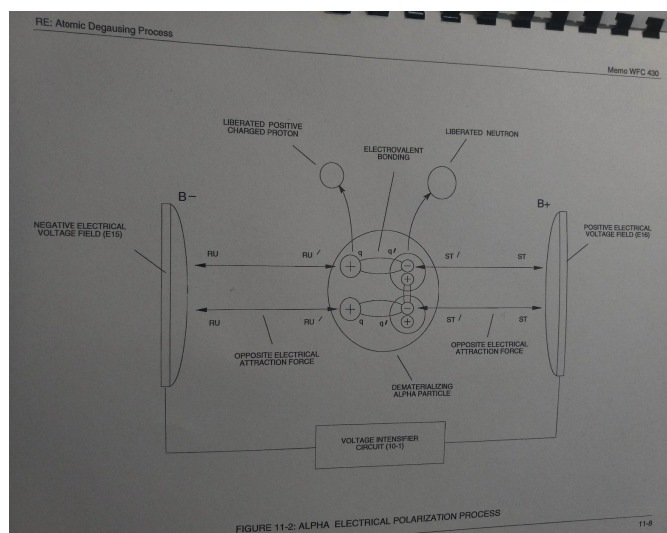 RE: Atomic Degausing Process
Memo WFC 430
LIBERATED POSITIVE
CHARGED PROTON
LIBERATED NEUTRON
ELECTROVALENT
BONDING
B−
B+
NEGATIVE ELECTRICAL
VOLTAGE FIELD (E15)
POSITIVE ELECTRICAL
VOLTAGE FIELD (E16)
RU RU ′ + q q′ − ST ′ ST
+
RU RU ′ + q q′ − ST ′ ST
+
OPPOSITE ELECTRICAL
ATTRACTION FORCE
OPPOSITE ELECTRICAL
ATTRACTION FORCE
DEMATERIALIZING
ALPHA PARTICLE
VOLTAGE INTENSIFIER
CIRCUIT (10-1)
FIGURE 11-2: ALPHA ELECTRICAL POLARIZATION PROCESS
11-8